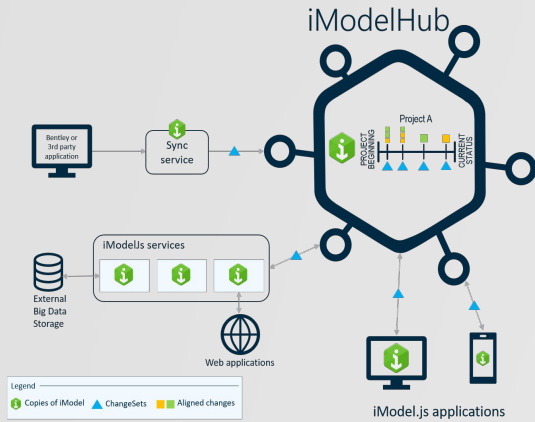 iModelHub
Project A
PROJECT
BEGINNING
CURRENT
STATUS
Bentley or
3rd party
application
Sync
service
iModelJs services
External
Big Data
Storage
Web applications
Legend
Copies of iModel
ChangeSets
Aligned changes
iModel.js applications